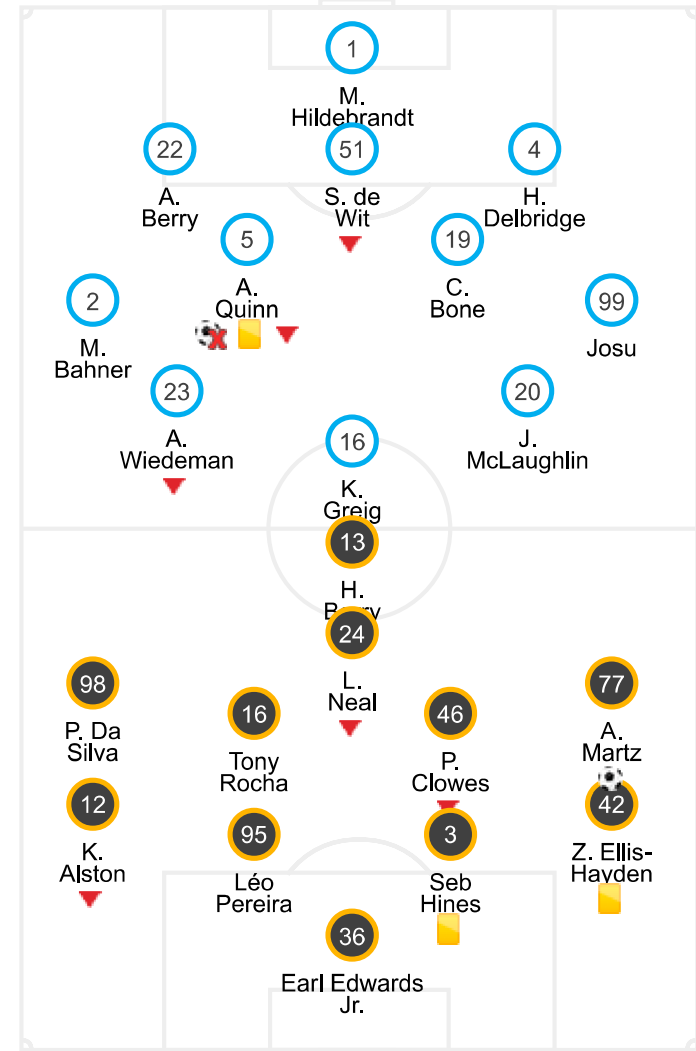 1
M.
Hildebrandt
22
51
4
A.
Berry
S. de
Wit
H.
Delbridge
5
19
A.
Quinn
C.
Bone
2
99
M.
Bahner
Josu
23
20
A.
Wiedeman
J.
McLaughlin
16
K.
Greig
13
H.
24
L.
Neal
98
77
P. Da
Silva
A.
Martz
16
46
Tony
Rocha
P.
Clowes
12
42
K.
Alston
Z. Ellis-
Hayden
95
3
Léo
Pereira
Seb
Hines
36
Earl Edwards
Jr.